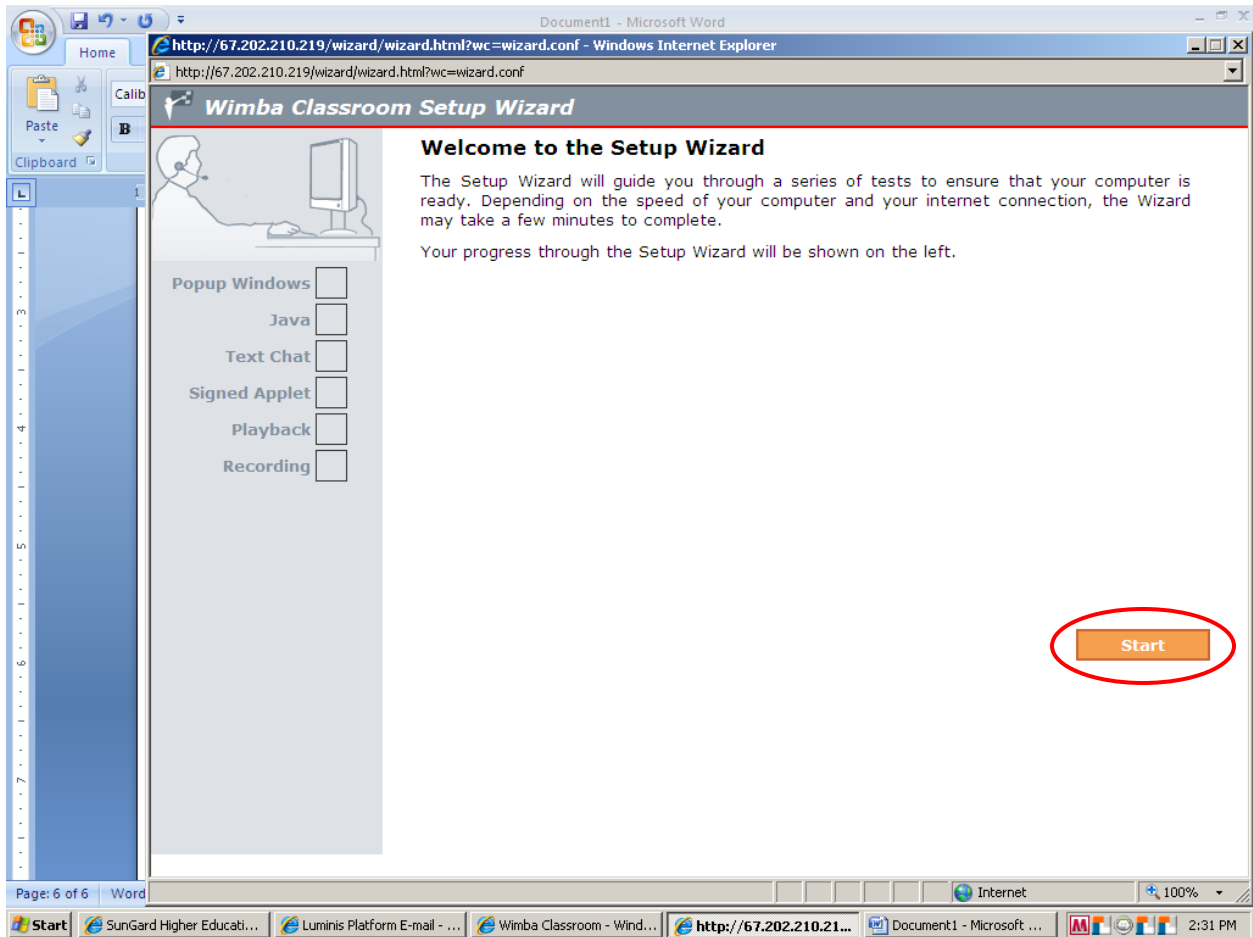 Document1 - Microsoft Word
Home
Calib
Paste
B
Clipboard
L
1
3
4
5
6
7
http://67.202.210.219/wizard/wizard.html?wc=wizard.conf - Windows Internet Explorer
http://67.202.210.219/wizard/wizard.html?wc=wizard.conf
Wimba Classroom Setup Wizard
Welcome to the Setup Wizard
The Setup Wizard will guide you through a series of tests to ensure that your computer is
ready. Depending on the speed of your computer and your internet connection, the Wizard
may take a few minutes to complete.
Your progress through the Setup Wizard will be shown on the left.
Popup Windows
Java
Text Chat
Signed Applet
Playback
Recording
Start
Page: 6 of 6 Word
Internet 100%
Start SunGard Higher Educati... Luminis Platform E-mail - ... Wimba Classroom - Wind... http://67.202.210.21... Document1 - Microsoft ... M 2:31 PM